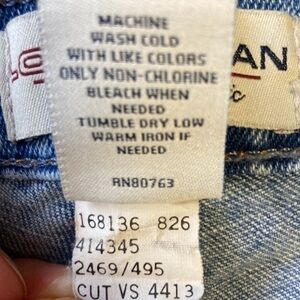 MACHINE
WASH COLD
WITH LIKE COLORS
ONLY NON-CHLORINE
BLEACH WHEN
NEEDED
TUMBLE DRY LOW
WARM IRON IF
NEEDED
RN80763
168136 826
414345
2469/495
CUT VS 4413
AN